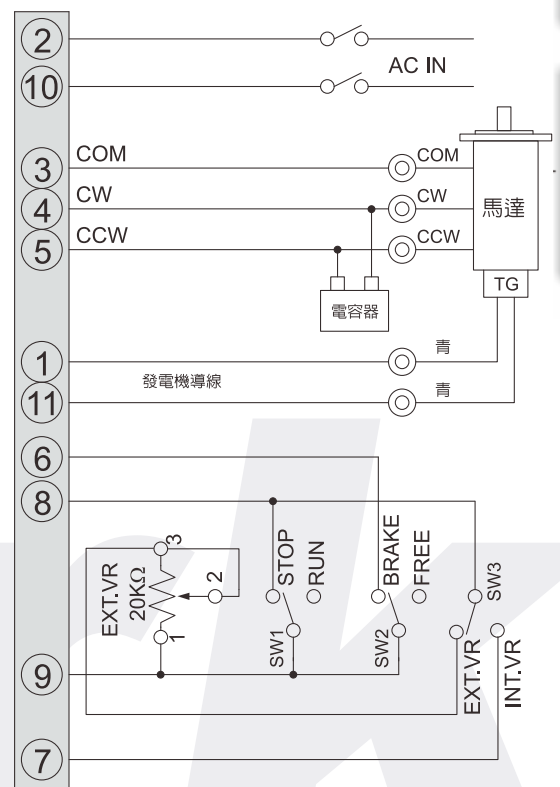 ②
AC IN
⑩
③
COM
COM
④
CW
CW
馬達
⑤
CCW
CCW
TG
電容器
①
青
發電機導線
⑪
青
⑥
⑧
3
EXT.VR
20KΩ
2
1
STOP
RUN
SW1
BRAKE
FREE
SW2
SW3
EXT.VR
INT.VR
⑨
⑦